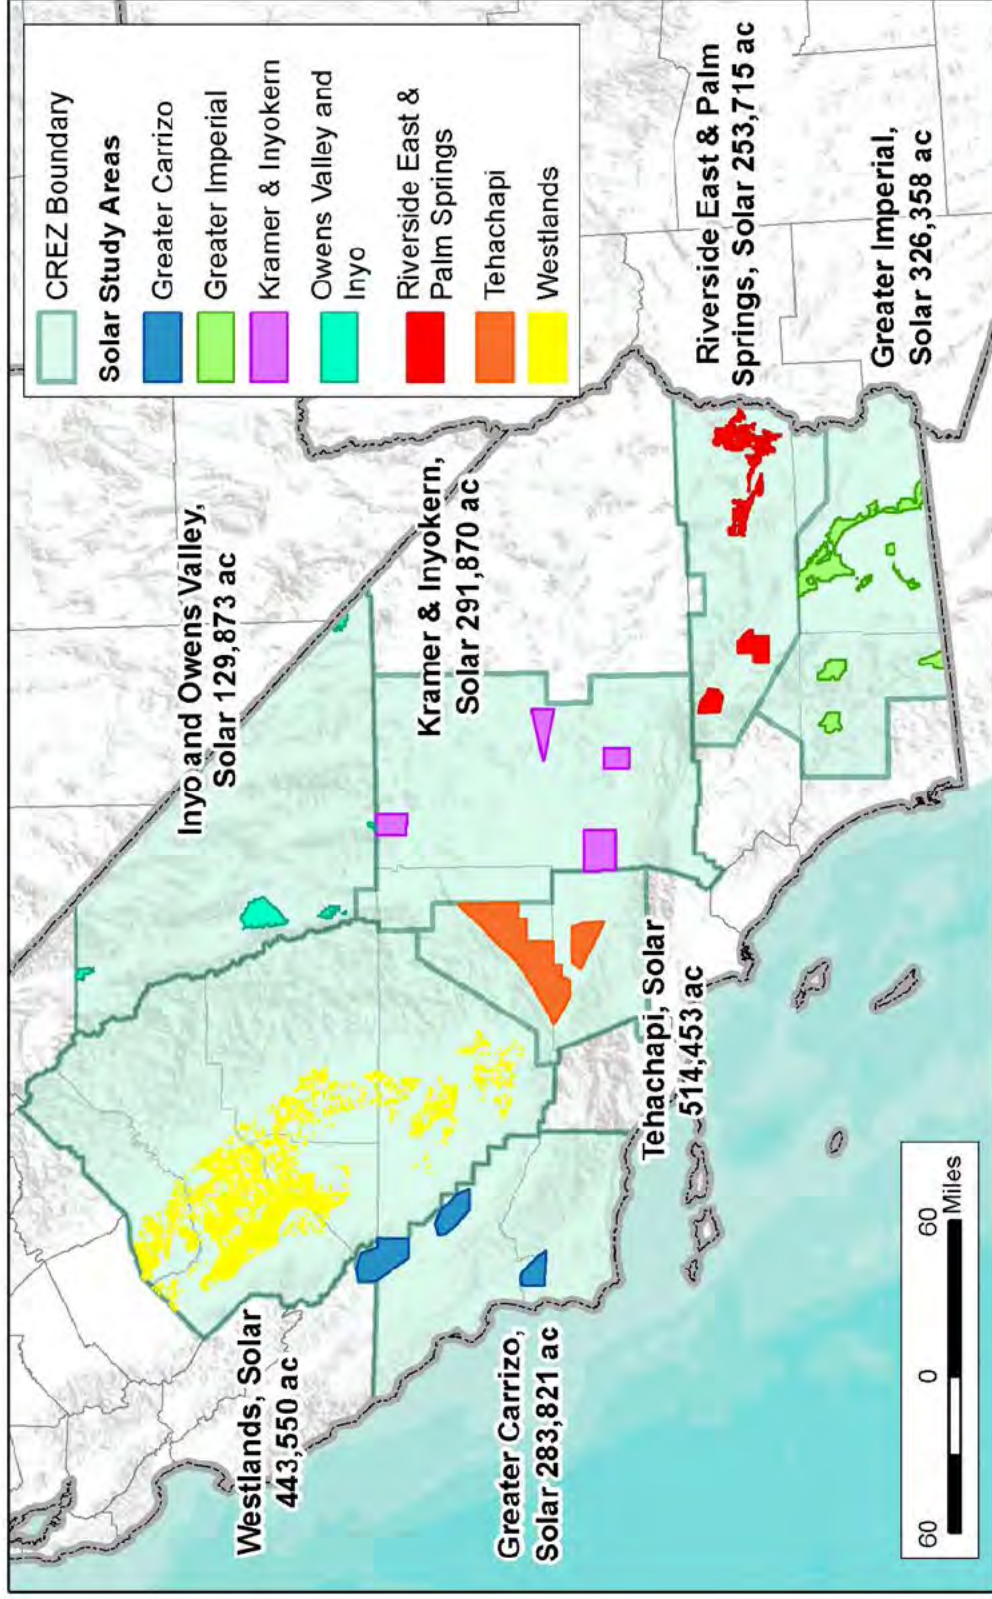 CREZ Boundary
Solar Study Areas
Greater Carrizo
Greater Imperial
Kramer & Inyokern
Owens Valley and
Inyo
Riverside East &
Palm Springs
Tehachapi
Westlands
Inyo and Owens Valley,
Solar 129,873 ac
Westlands, Solar
443,550 ac
Kramer & Inyokern,
Solar 291,870 ac
Greater Carrizo,
Solar 283,821 ac
Tehachapi, Solar
514,453 ac
Riverside East & Palm
Springs, Solar 253,715 ac
Greater Imperial,
Solar 326,358 ac
60 0 60
Miles